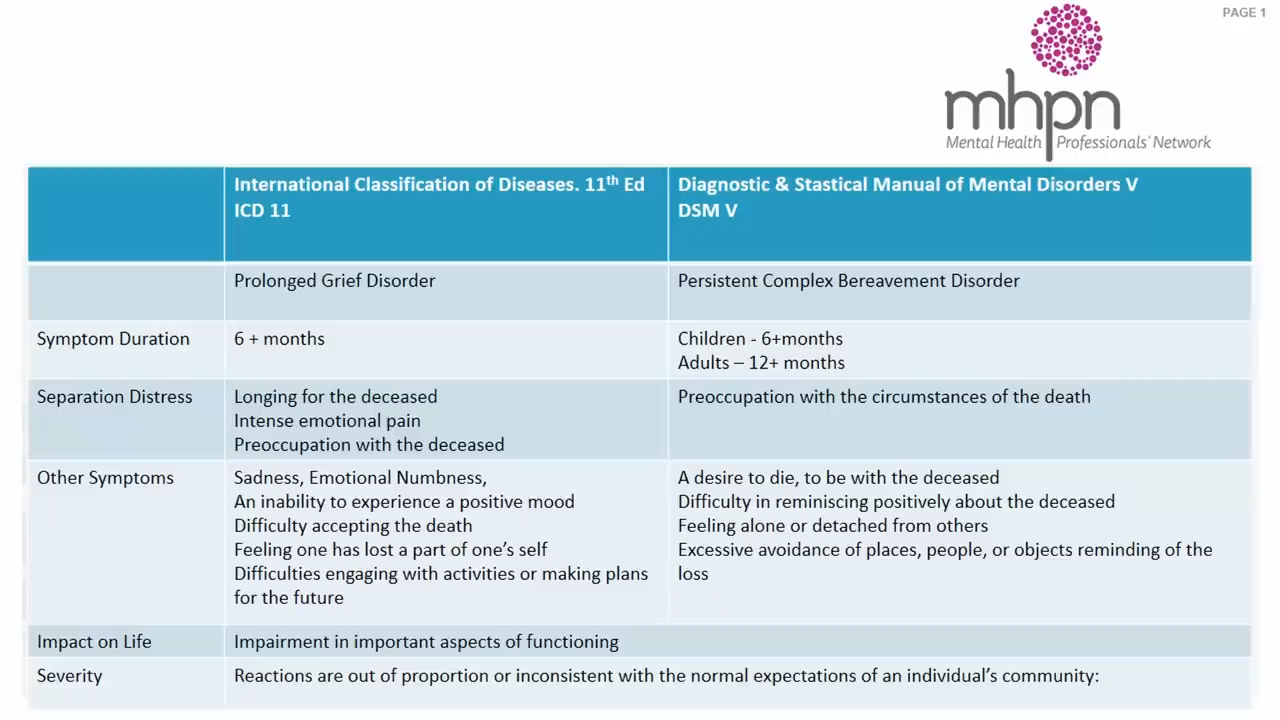 PAGE 1
mhpn
Mental Health Professionals' Network
International Classification of Diseases. 11th Ed
ICD 11
Diagnostic & Stastical Manual of Mental Disorders V
DSM V
Prolonged Grief Disorder
Persistent Complex Bereavement Disorder
Symptom Duration
6 + months
Children - 6+months
Adults – 12+ months
Separation Distress
Longing for the deceased
Intense emotional pain
Preoccupation with the deceased
Preoccupation with the circumstances of the death
Other Symptoms
Sadness, Emotional Numbness,
An inability to experience a positive mood
Difficulty accepting the death
Feeling one has lost a part of one's self
Difficulties engaging with activities or making plans
for the future
A desire to die, to be with the deceased
Difficulty in reminiscing positively about the deceased
Feeling alone or detached from others
Excessive avoidance of places, people, or objects reminding of the
loss
Impact on Life
Impairment in important aspects of functioning
Severity
Reactions are out of proportion or inconsistent with the normal expectations of an individual's community: